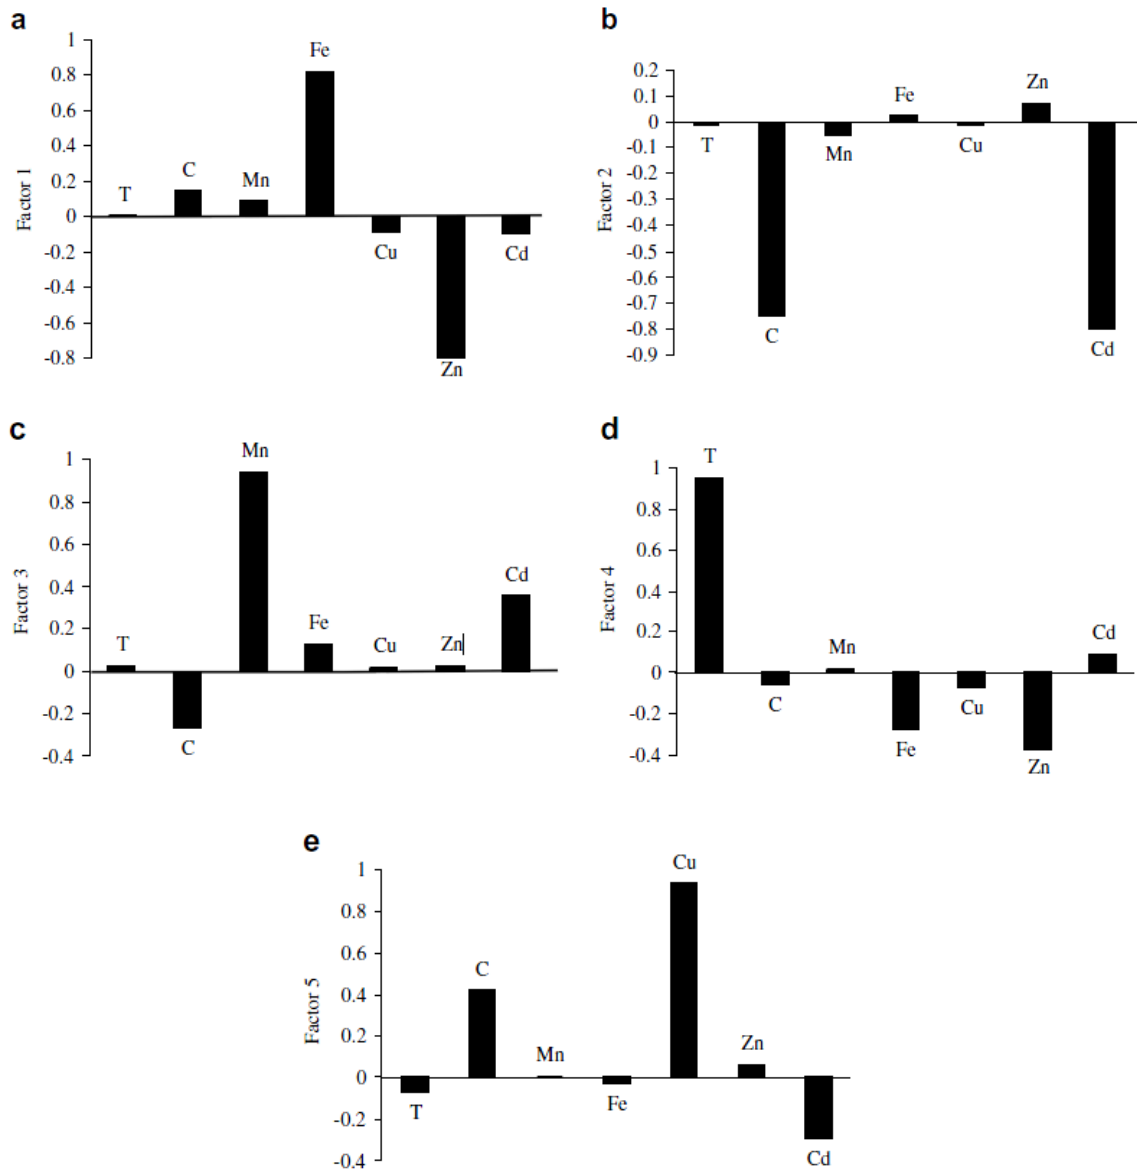 a
Factor 1
1
0.8
0.6
0.4
0.2
0
-0.2
-0.4
-0.6
-0.8
T
C
Mn
Fe
Cu
Zn
Cd
b
Factor 2
0.2
0.1
0
-0.1
-0.2
-0.3
-0.4
-0.5
-0.6
-0.7
-0.8
-0.9
T
C
Mn
Fe
Cu
Zn
Cd
c
Factor 3
1
0.8
0.6
0.4
0.2
0
-0.2
-0.4
T
C
Mn
Fe
Cu
Zn
Cd
d
Factor 4
1
0.8
0.6
0.4
0.2
0
-0.2
-0.4
T
C
Mn
Fe
Cu
Zn
Cd
e
Factor 5
1
0.8
0.6
0.4
0.2
0
-0.2
-0.4
T
C
Mn
Fe
Cu
Zn
Cd